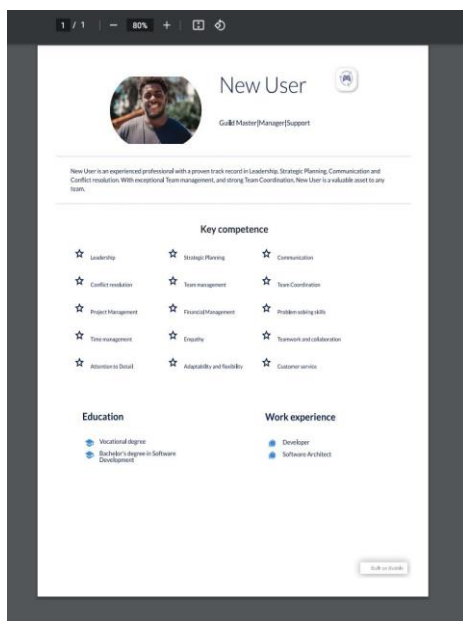 1 / 1 − 80% +
New User
Guild Master|Manager|Support
New User is an experienced professional with a proven track record in Leadership, Strategic Planning, Communication and
Conflict resolution. With exceptional Team management, and strong Team Coordination, New User is a valuable asset to any
team.
Key competence
Leadership Strategic Planning Communication
Conflict resolution Team management Team Coordination
Project Management Financial Management Problem solving skills
Time management Empathy Teamwork and collaboration
Attention to Detail Adaptability and flexibility Customer service
Education Work experience
Vocational degree Developer
Bachelor's degree in Software Software Architect
Development